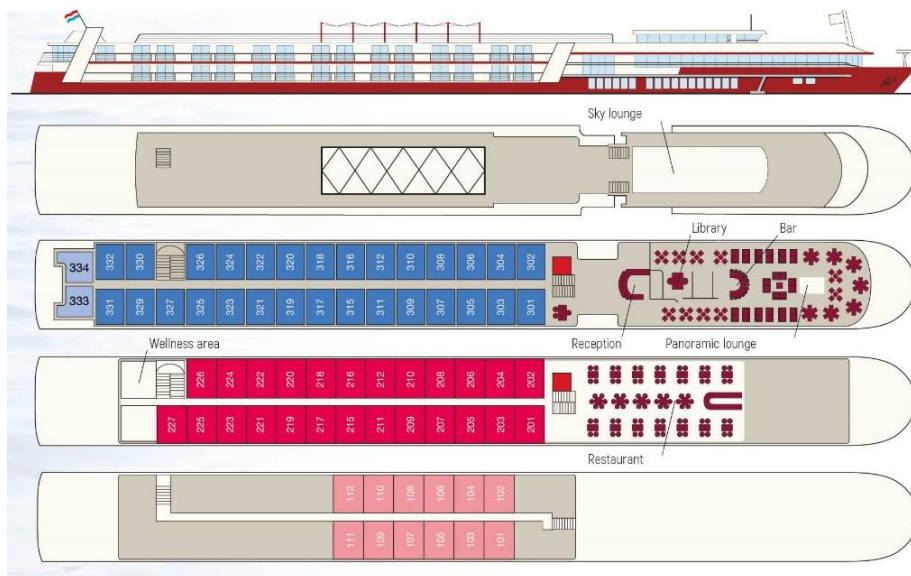 Sky lounge
Library
Bar
334 332 330 326 324 322 320 318 316 312 310 308 306 304 302
333 331 329 327 325 323 321 319 317 315 311 309 307 305 303 301
Wellness area
Reception
Panoramic lounge
226 224 222 220 218 216 212 210 208 206 204 202
227 225 223 221 219 217 215 211 209 207 205 203 201
Restaurant
112 110 108 106 104 102
111 109 107 105 103 101